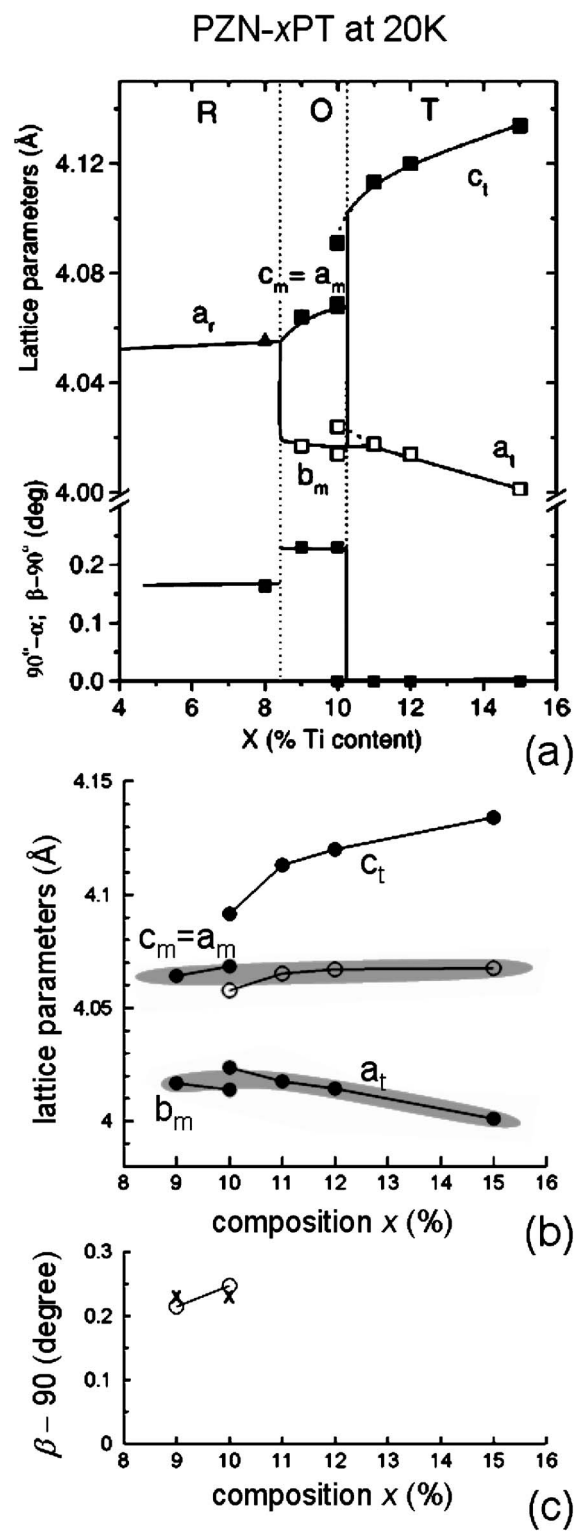 PZN-xPT at 20K
R O T
Lattice parameters (Å)
4.12
4.08
4.04
4.00
c_t
c_m= a_m
a_r
b_m
a_t
90°-α; β-90° (deg)
0.2
0.1
0.0
4 6 8 10 12 14 16
X (% Ti content)
(a)
lattice parameters (Å)
4.15
4.1
4.05
4
c_t
c_m=a_m
a_t
b_m
8 9 10 11 12 13 14 15 16
composition x (%)
(b)
β – 90 (degree)
0.3
0.2
0.1
0
8 9 10 11 12 13 14 15 16
composition x (%)
(c)